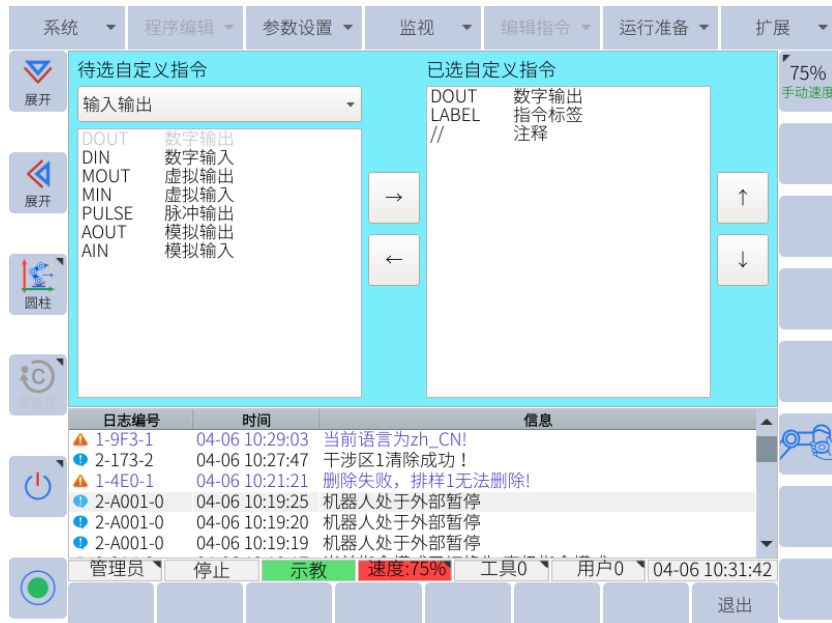 系统 程序编辑 参数设置 监视 编辑指令 运行准备 扩展
展开
展开
圆柱
待选自定义指令
输入输出
DOUT 数字输出
DIN 数字输入
MOUT 虚拟输出
MIN 虚拟输入
PULSE 脉冲输出
AOUT 模拟输出
AIN 模拟输入
→
←
已选自定义指令
DOUT 数字输出
LABEL 指令标签
// 注释
↑
↓
75%
手动速度
日志编号 时间 信息
1-9F3-1 04-06 10:29:03 当前语言为zh_CN!
2-173-2 04-06 10:27:47 干涉区1清除成功！
1-4E0-1 04-06 10:21:21 删除失败，排样1无法删除!
2-A001-0 04-06 10:19:25 机器人处于外部暂停
2-A001-0 04-06 10:19:20 机器人处于外部暂停
2-A001-0 04-06 10:19:19 机器人处于外部暂停
管理员 停止 示教 速度:75% 工具0 用户0 04-06 10:31:42
退出